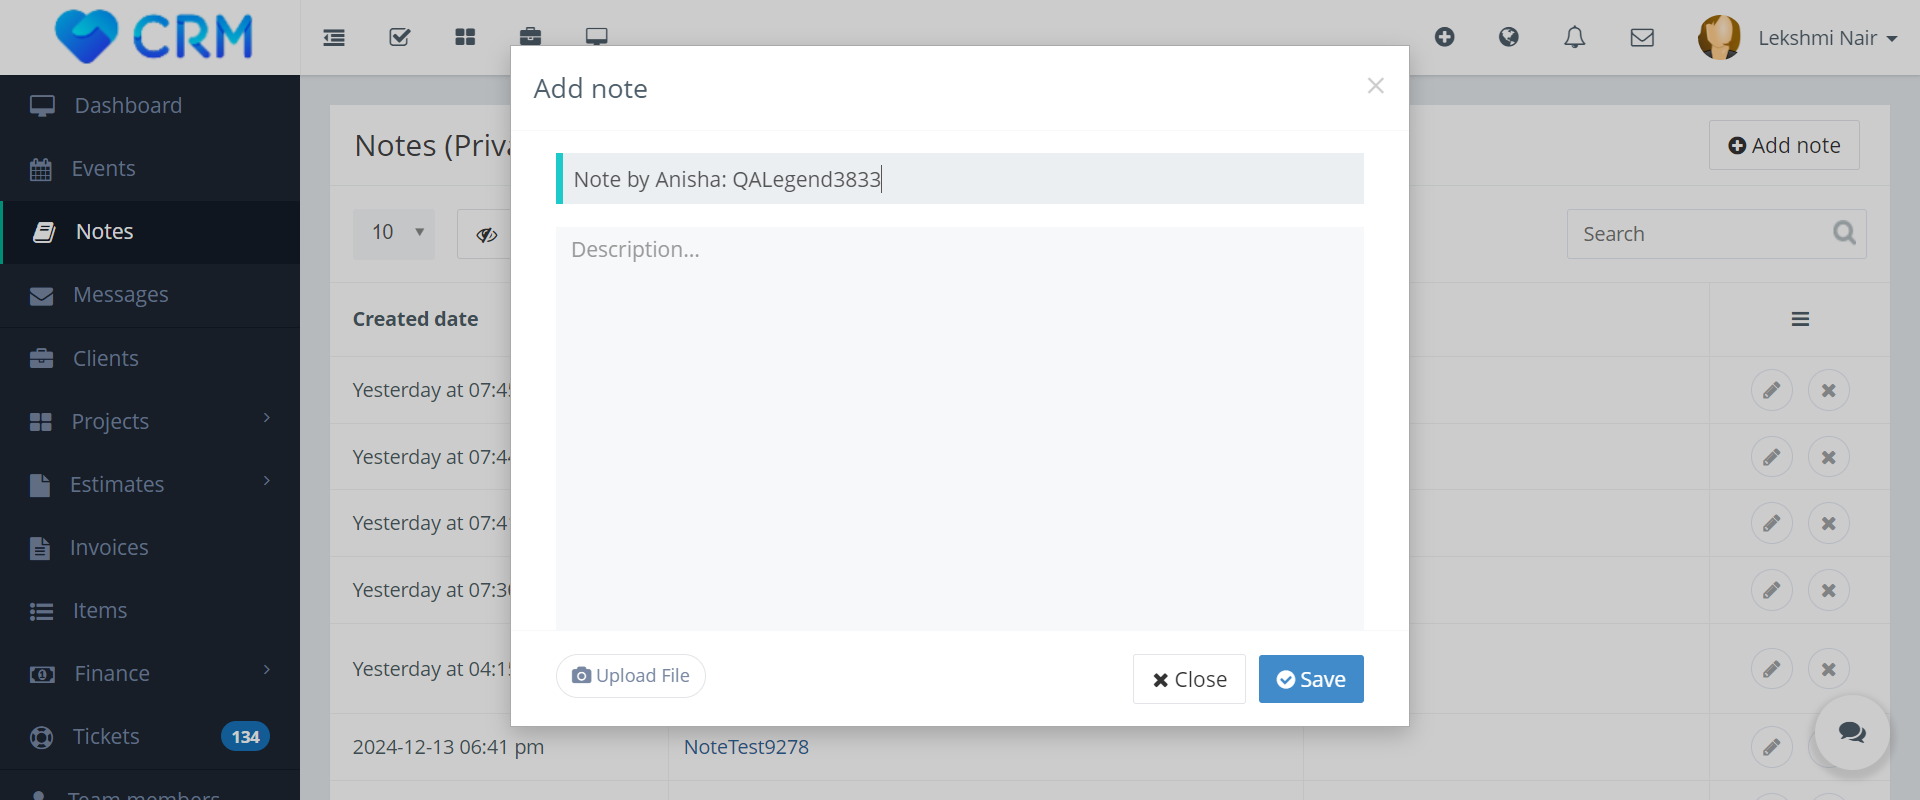 CRM
Lekshmi Nair
Dashboard
Events
Notes
Messages
Clients
Projects
Estimates
Invoices
Items
Finance
Tickets 134
Team members
Notes (Priva
Add note
10
Search
Created date
Yesterday at 07:4
Yesterday at 07:4
Yesterday at 07:4
Yesterday at 07:3
Yesterday at 04:1
2024-12-13 06:41 pm NoteTest9278
Add note
Note by Anisha: QALegend3833
Description...
Upload File
Close
Save